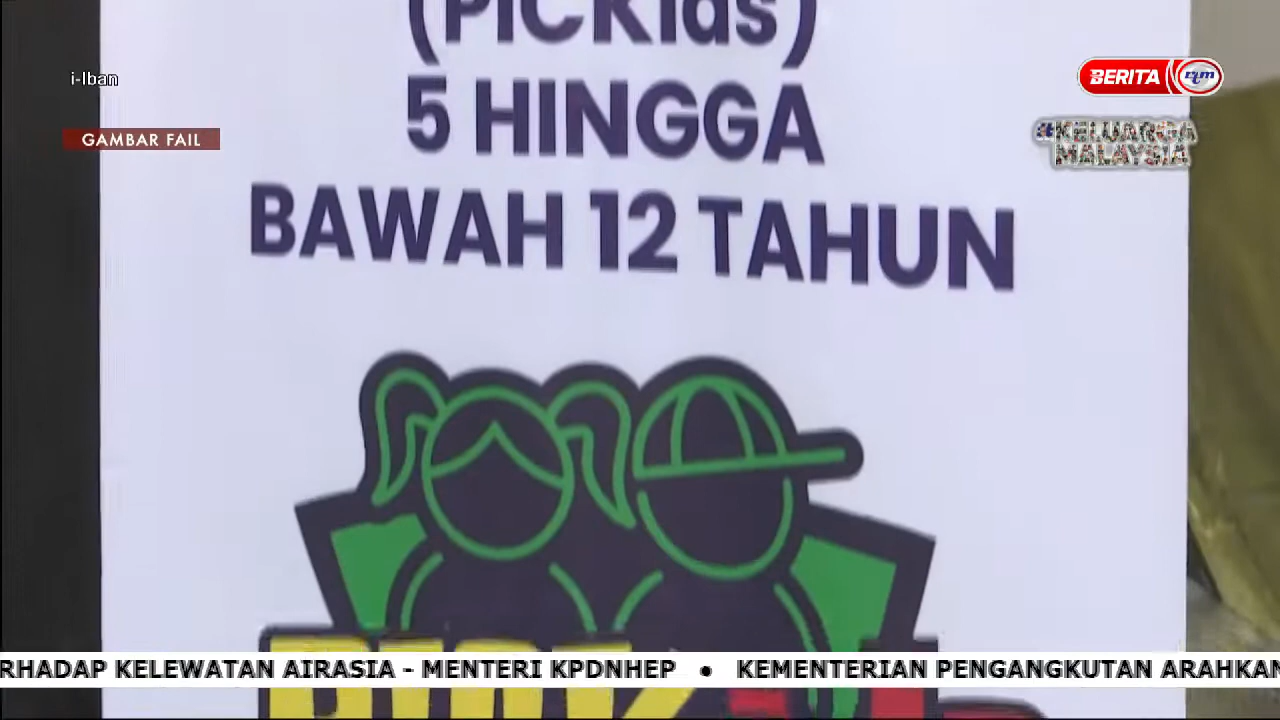 (PICKids)
5 HINGGA
BAWAH 12 TAHUN
i-Iban
GAMBAR FAIL
BERITA rtm
#KELUARGA
MALAYSIA
RHADAP KELEWATAN AIRASIA - MENTERI KPDNHEP • KEMENTERIAN PENGANGKUTAN ARAHKAN